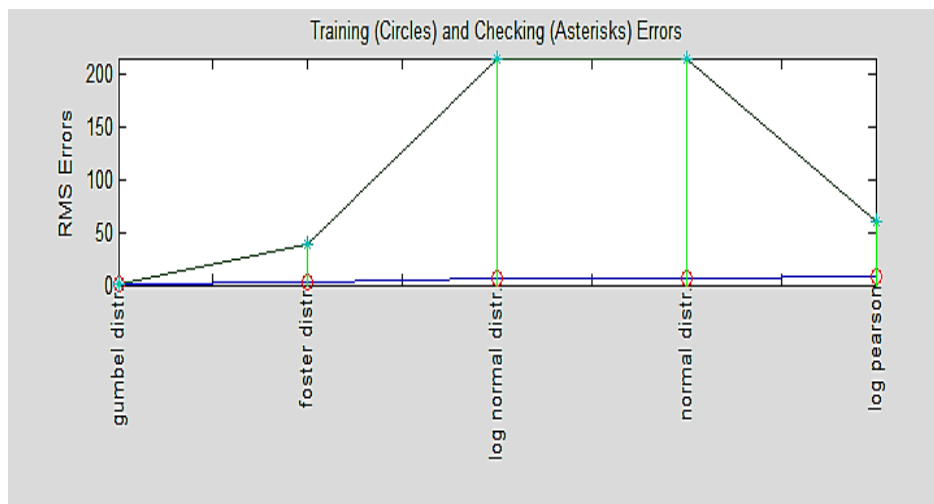 Training (Circles) and Checking (Asterisks) Errors
RMS Errors
200
150
100
50
0
gumbel distr.
foster distr.
log normal distr.
normal distr.
log pearson